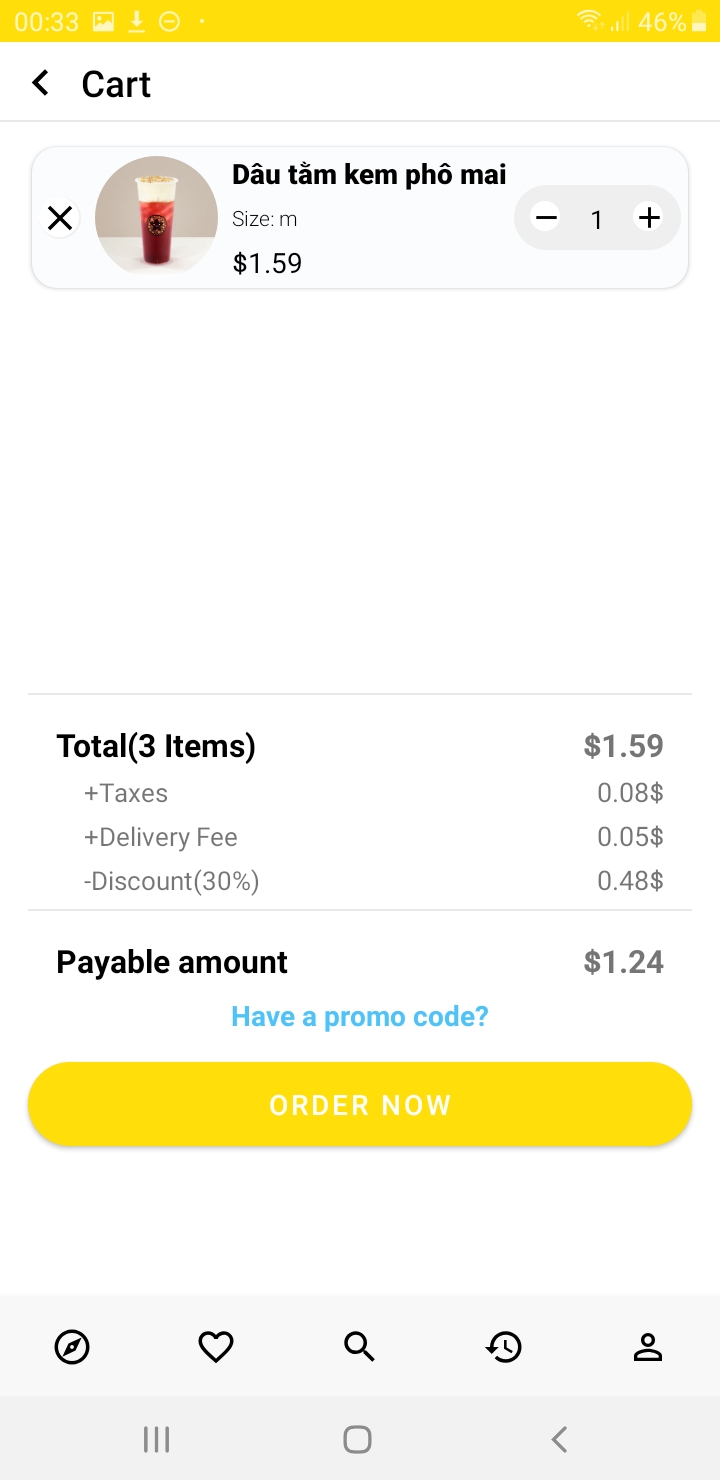 00:33 46%
Cart
Dâu tằm kem phô mai
Size: m
$1.59
1
Total(3 Items) $1.59
+Taxes 0.08$
+Delivery Fee 0.05$
-Discount(30%) 0.48$
Payable amount $1.24
Have a promo code?
ORDER NOW